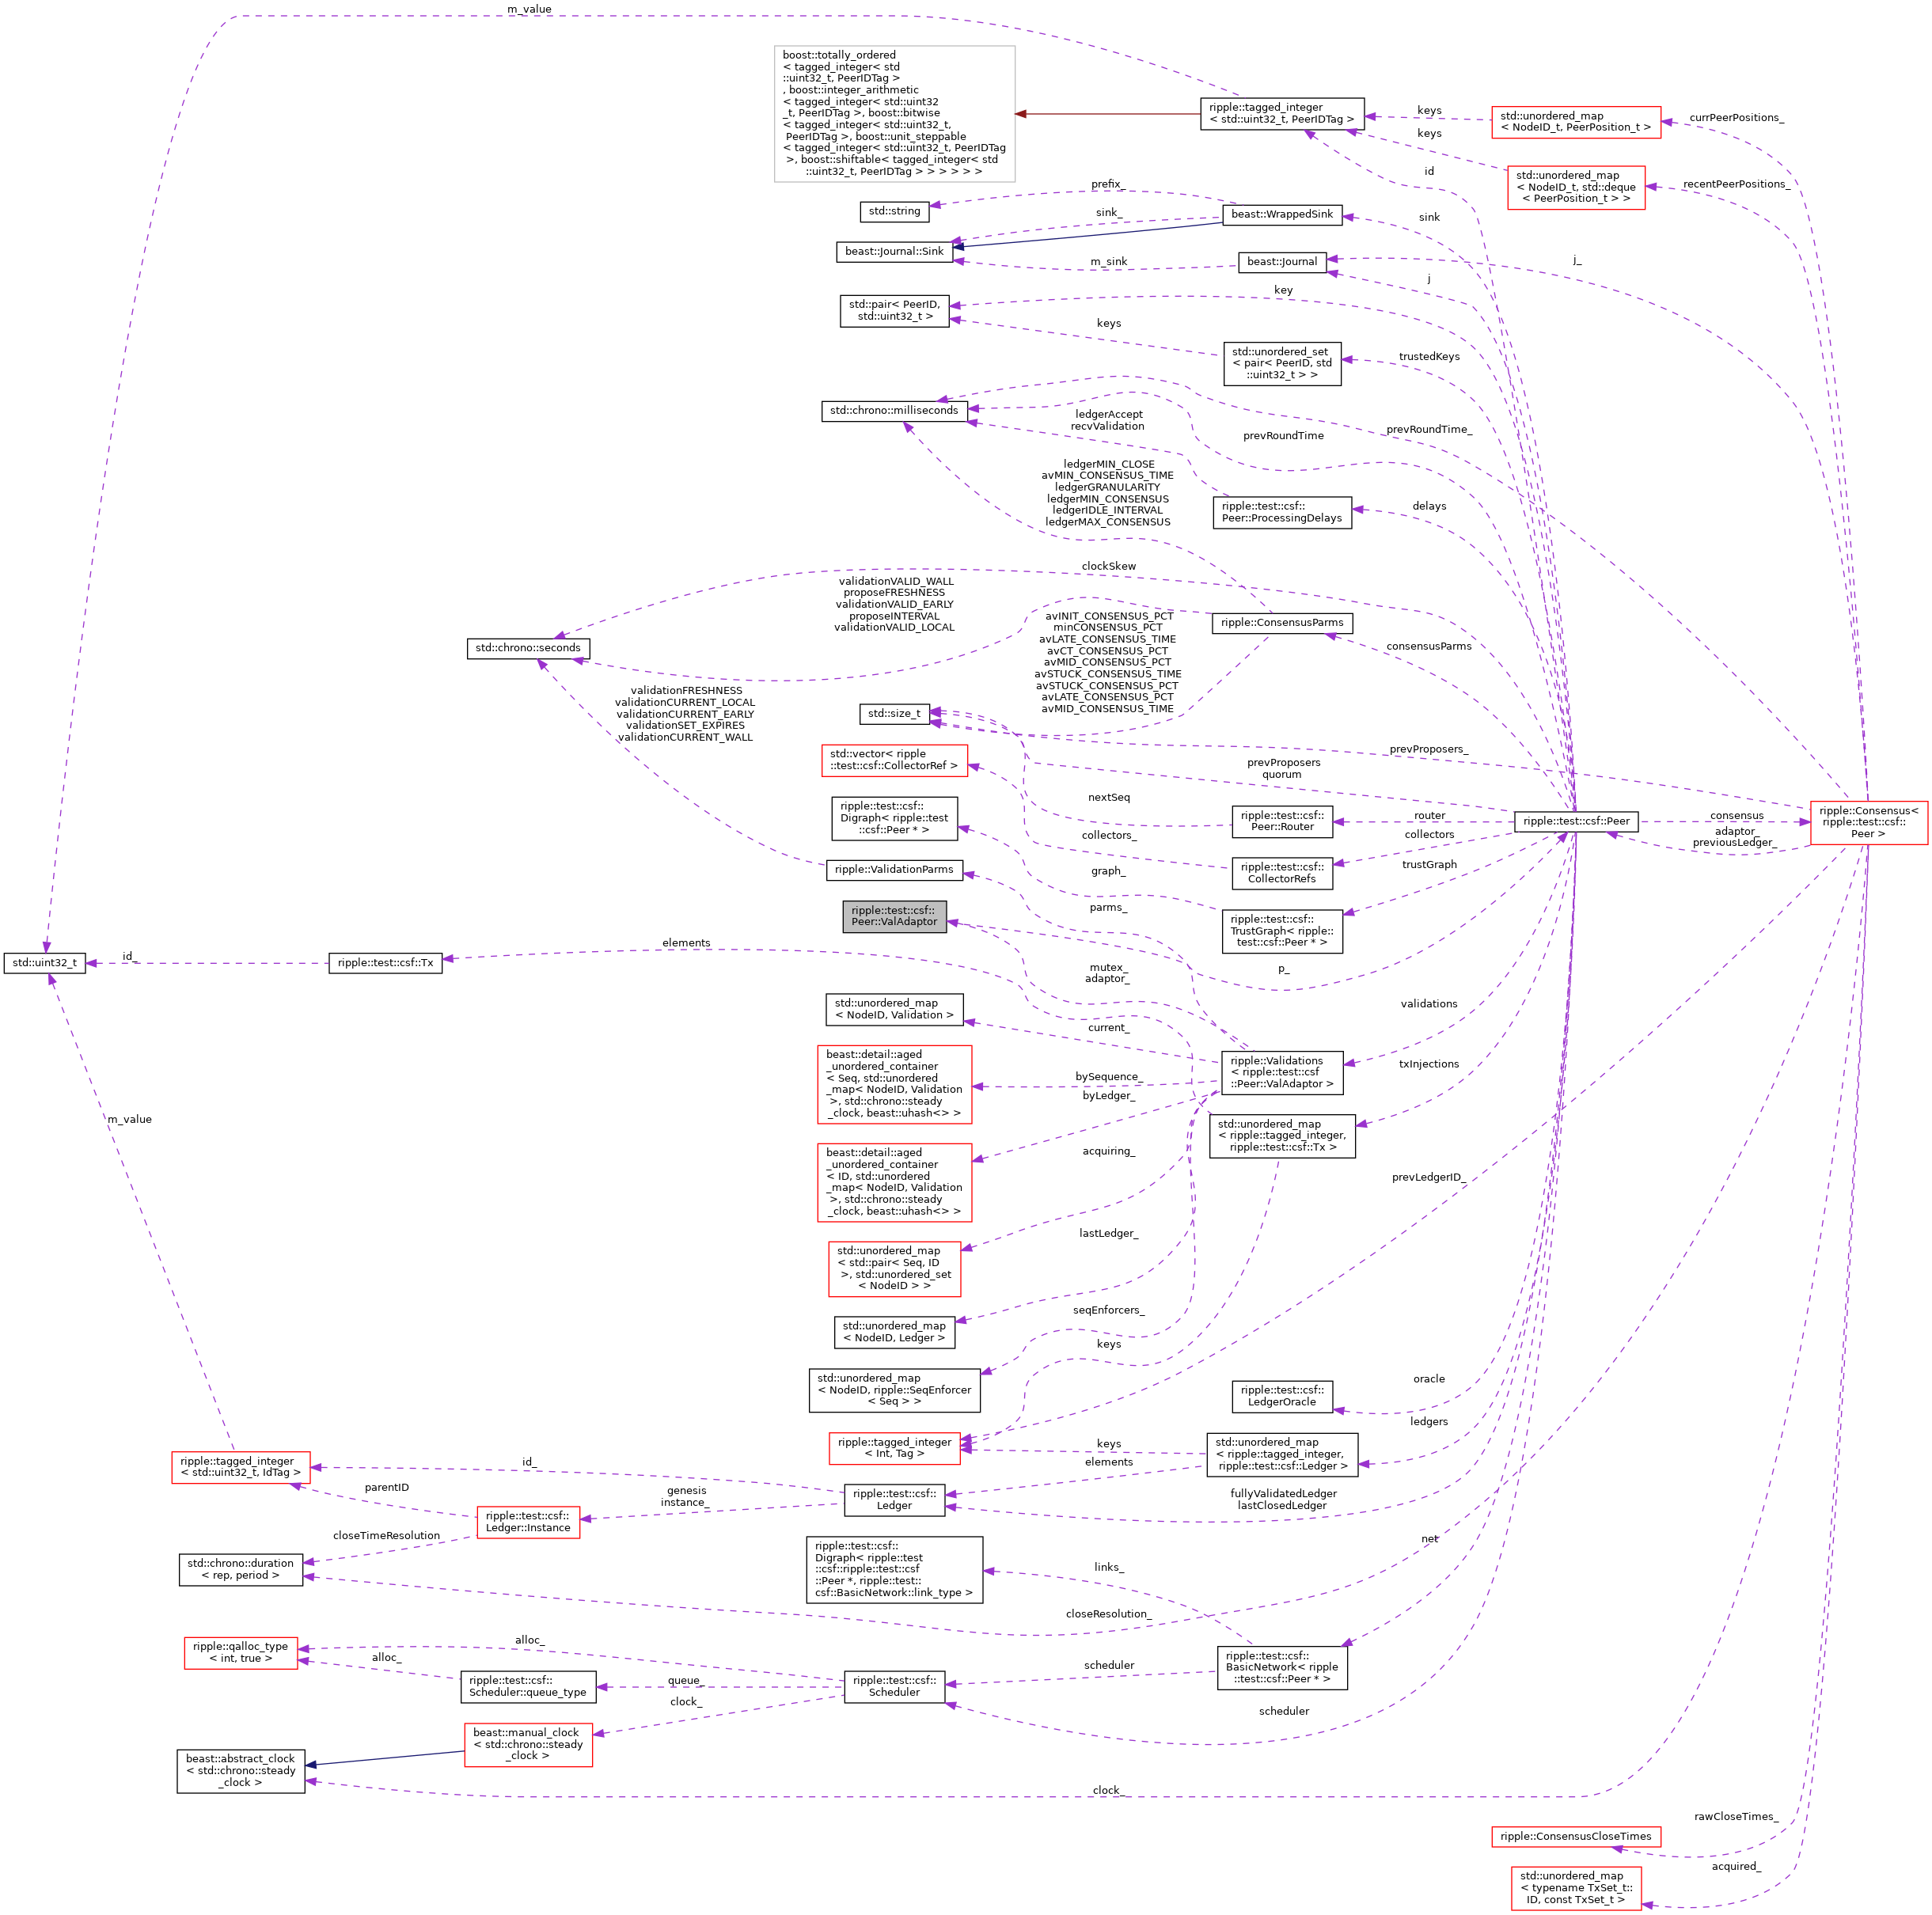 m_value
boost::totally_ordered
< tagged_integer< std
::uint32_t, PeerIDTag >
, boost::integer_arithmetic
< tagged_integer< std::uint32
_t, PeerIDTag >, boost::bitwise
< tagged_integer< std::uint32_t,
PeerIDTag >, boost::unit_steppable
< tagged_integer< std::uint32_t, PeerIDTag
>, boost::shiftable< tagged_integer< std
::uint32_t, PeerIDTag > > > > > >
ripple::tagged_integer
< std::uint32_t, PeerIDTag >
keys
keys
std::unordered_map
< NodeID_t, PeerPosition_t >
currPeerPositions_
std::unordered_map
< NodeID_t, std::deque
< PeerPosition_t > >
recentPeerPositions_
id
prefix_
std::string
sink_
beast::WrappedSink
sink
beast::Journal::Sink
m_sink
beast::Journal
j
j_
std::pair< PeerID,
std::uint32_t >
key
keys
std::unordered_set
< pair< PeerID, std
::uint32_t > >
trustedKeys
std::chrono::milliseconds
ledgerAccept
recvValidation
prevRoundTime
prevRoundTime_
ledgerMIN_CLOSE
avMIN_CONSENSUS_TIME
ledgerGRANULARITY
ledgerMIN_CONSENSUS
ledgerIDLE_INTERVAL
ledgerMAX_CONSENSUS
ripple::test::csf::
Peer::ProcessingDelays
delays
clockSkew
validationVALID_WALL
proposeFRESHNESS
validationVALID_EARLY
proposeINTERVAL
validationVALID_LOCAL
std::chrono::seconds
avINIT_CONSENSUS_PCT
minCONSENSUS_PCT
avLATE_CONSENSUS_TIME
avCT_CONSENSUS_PCT
avMID_CONSENSUS_PCT
avSTUCK_CONSENSUS_TIME
avSTUCK_CONSENSUS_PCT
avLATE_CONSENSUS_PCT
avMID_CONSENSUS_TIME
ripple::ConsensusParms
consensusParms
validationFRESHNESS
validationCURRENT_LOCAL
validationCURRENT_EARLY
validationSET_EXPIRES
validationCURRENT_WALL
std::size_t
prevProposers_
prevProposers
quorum
std::vector< ripple
::test::csf::CollectorRef >
nextSeq
ripple::test::csf::
Peer::Router
router
ripple::test::csf::Peer
consensus
adaptor_
previousLedger_
ripple::Consensus<
ripple::test::csf::
Peer >
ripple::test::csf::
Digraph< ripple::test
::csf::Peer * >
collectors_
ripple::test::csf::
CollectorRefs
collectors
trustGraph
graph_
ripple::test::csf::
TrustGraph< ripple::
test::csf::Peer * >
ripple::ValidationParms
parms_
ripple::test::csf::
Peer::ValAdaptor
p_
mutex_
adaptor_
std::uint32_t
id_
ripple::test::csf::Tx
elements
std::unordered_map
< NodeID, Validation >
current_
ripple::Validations
< ripple::test::csf
::Peer::ValAdaptor >
validations
txInjections
beast::detail::aged
_unordered_container
< Seq, std::unordered
_map< NodeID, Validation
>, std::chrono::steady
_clock, beast::uhash<> >
bySequence_
byLedger_
std::unordered_map
< ripple::tagged_integer,
ripple::test::csf::Tx >
m_value
beast::detail::aged
_unordered_container
< ID, std::unordered
_map< NodeID, Validation
>, std::chrono::steady
_clock, beast::uhash<> >
acquiring_
prevLedgerID_
std::unordered_map
< std::pair< Seq, ID
>, std::unordered_set
< NodeID > >
lastLedger_
std::unordered_map
< NodeID, Ledger >
seqEnforcers_
keys
std::unordered_map
< NodeID, ripple::SeqEnforcer
< Seq > >
ripple::test::csf::
LedgerOracle
oracle
ripple::tagged_integer
< Int, Tag >
keys
elements
std::unordered_map
< ripple::tagged_integer,
ripple::test::csf::Ledger >
ledgers
ripple::tagged_integer
< std::uint32_t, IdTag >
id_
parentID
genesis
instance_
ripple::test::csf::
Ledger::Instance
ripple::test::csf::
Ledger
fullyValidatedLedger
lastClosedLedger
closeTimeResolution
std::chrono::duration
< rep, period >
ripple::test::csf::
Digraph< ripple::test
::csf::ripple::test::csf
::Peer *, ripple::test::
csf::BasicNetwork::link_type >
links_
net
closeResolution_
ripple::qalloc_type
< int, true >
alloc_
alloc_
ripple::test::csf::
Scheduler::queue_type
queue_
clock_
ripple::test::csf::
Scheduler
scheduler
ripple::test::csf::
BasicNetwork< ripple
::test::csf::Peer * >
scheduler
beast::manual_clock
< std::chrono::steady
_clock >
beast::abstract_clock
< std::chrono::steady
_clock >
clock_
rawCloseTimes_
ripple::ConsensusCloseTimes
acquired_
std::unordered_map
< typename TxSet_t::
ID, const TxSet_t >